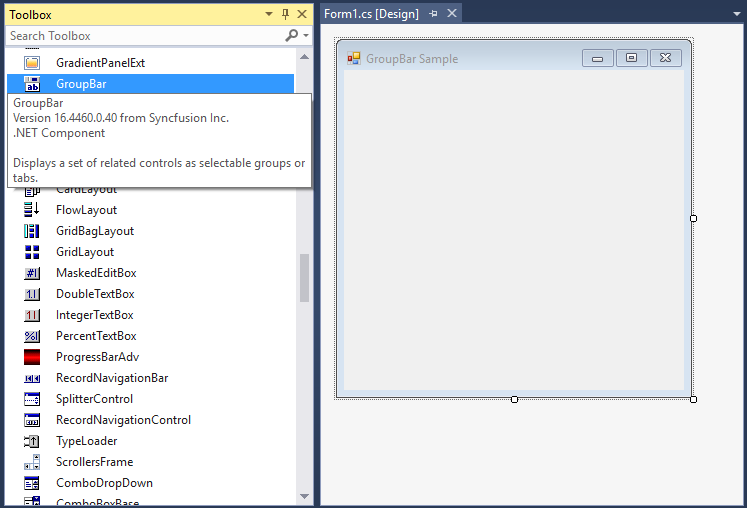 Toolbox
Search Toolbox
GradientPanelExt
GroupBar
GroupBar
Version 16.4460.0.40 from Syncfusion Inc.
.NET Component
Displays a set of related controls as selectable groups or
tabs.
CardLayout
FlowLayout
GridBagLayout
GridLayout
MaskedEditBox
DoubleTextBox
IntegerTextBox
PercentTextBox
ProgressBarAdv
RecordNavigationBar
SplitterControl
RecordNavigationControl
TypeLoader
ScrollersFrame
ComboDropDown
ComboBoxBase
Form1.cs [Design]
GroupBar Sample